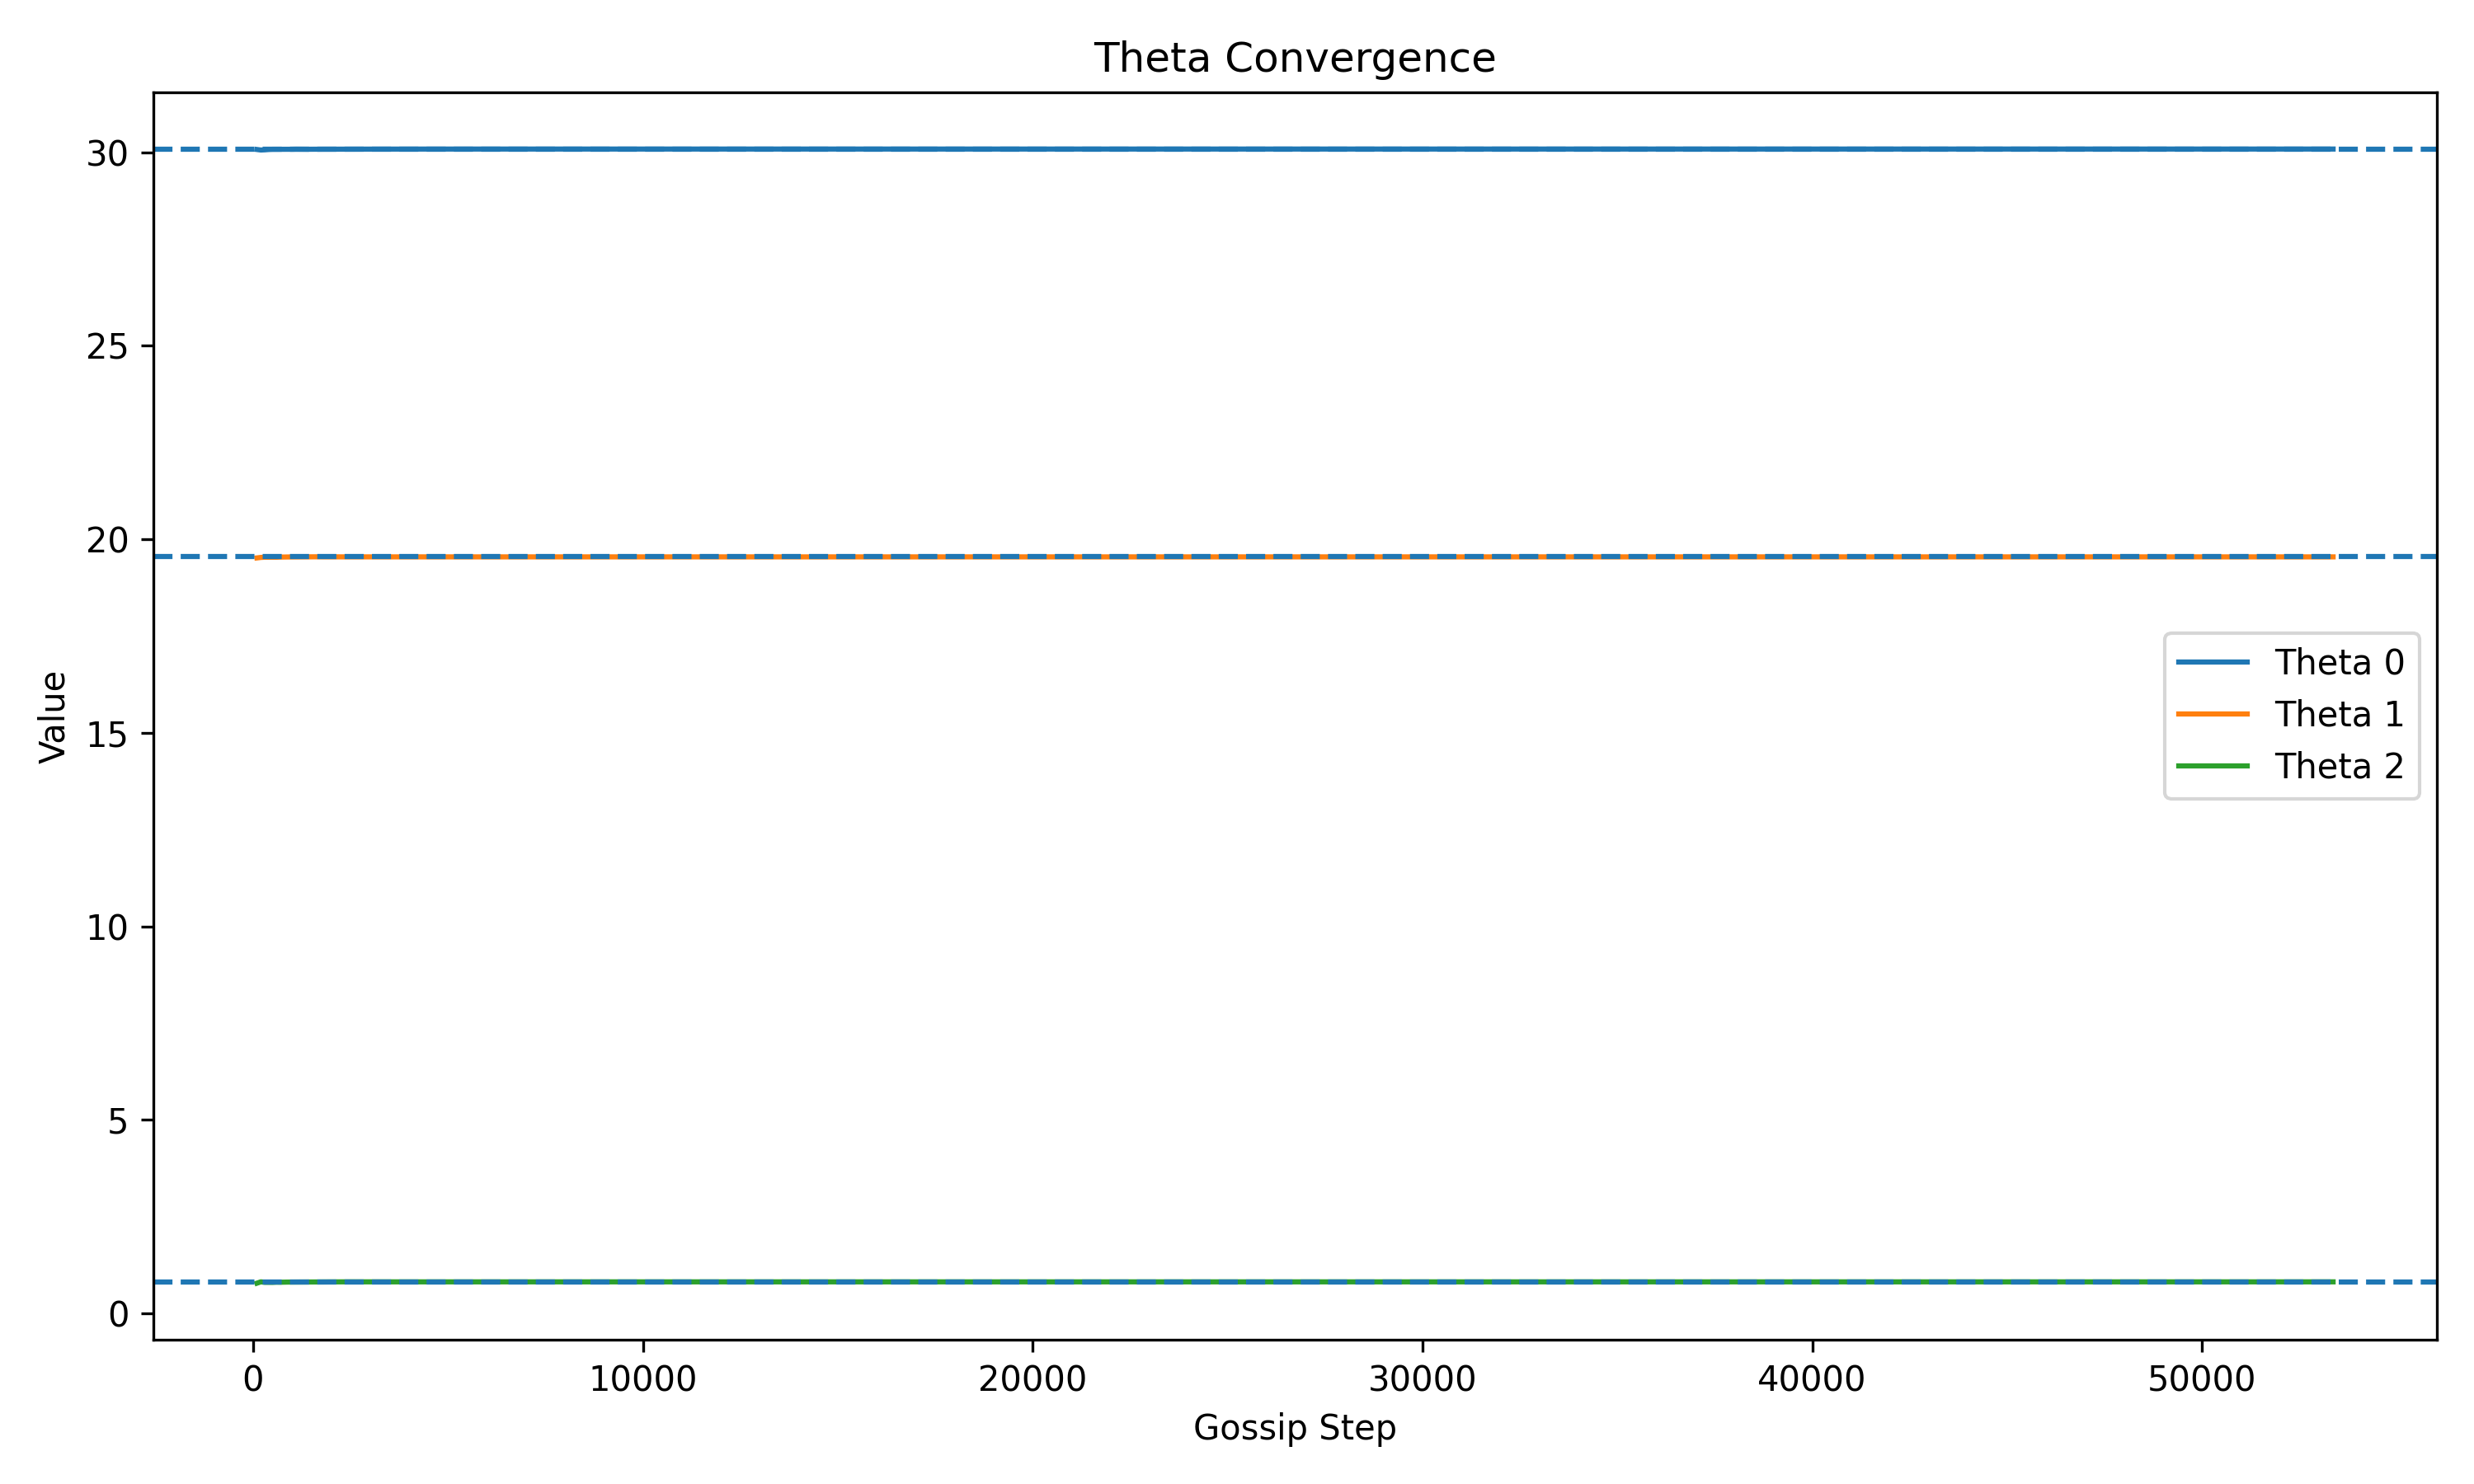 Theta Convergence
30
25
20
15
10
5
0
Value
Theta 0
Theta 1
Theta 2
0 10000 20000 30000 40000 50000
Gossip Step